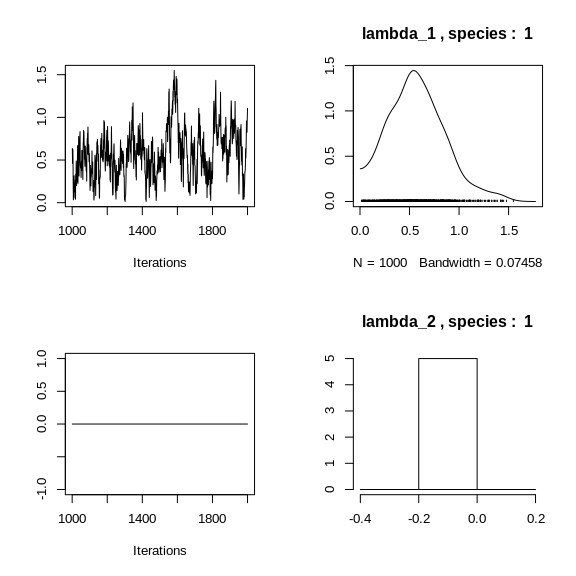 lambda_1 , species : 1
0.0 0.5 1.0 1.5
1000 1400 1800
Iterations
0.0 0.5 1.0 1.5
0.0 0.5 1.0 1.5
N = 1000 Bandwidth = 0.07458
lambda_2 , species : 1
-1.0 0.0 0.5 1.0
1000 1400 1800
Iterations
0 1 2 3 4 5
-0.4 -0.2 0.0 0.2